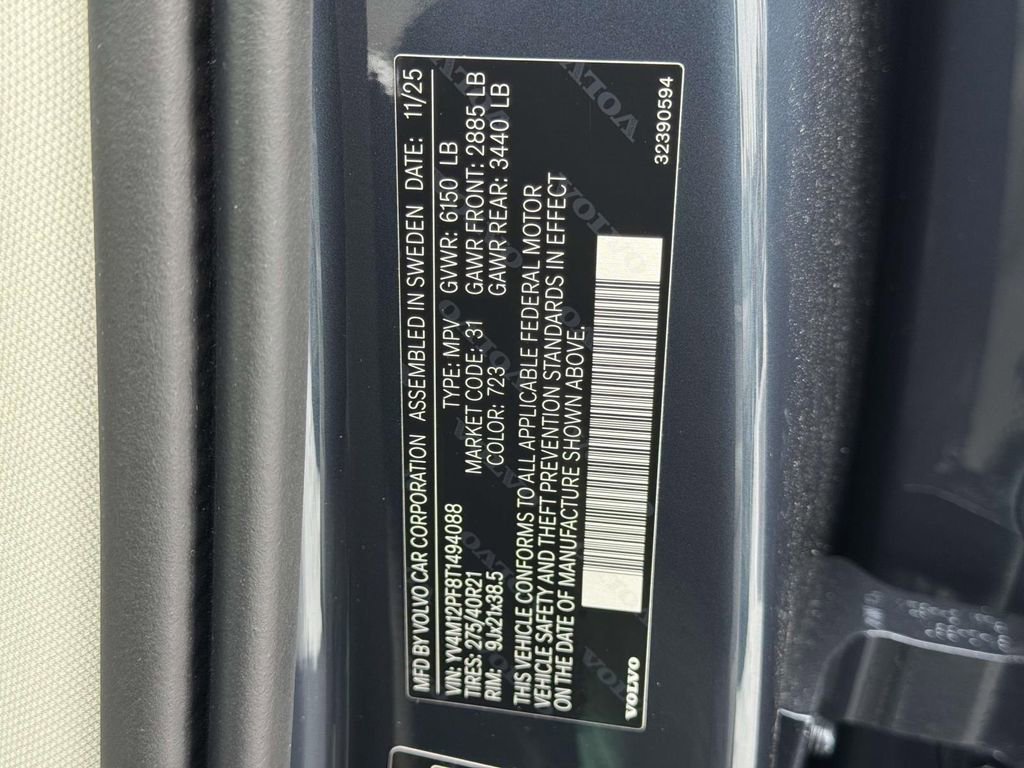 MFD BY VOLVO CAR CORPORATION ASSEMBLED IN SWEDEN DATE: 11/25
VIN: YV4M12PF8T1494088 TYPE: MPV GVWR: 6150 LB
TIRES: 275/40R21 MARKET CODE: 31 GAWR FRONT: 2885 LB
RIM: 9Jx21x38.5 COLOR: 723 GAWR REAR: 3440 LB
THIS VEHICLE CONFORMS TO ALL APPLICABLE FEDERAL MOTOR
VEHICLE SAFETY AND THEFT PREVENTION STANDARDS IN EFFECT
ON THE DATE OF MANUFACTURE SHOWN ABOVE.
VOLVO 32390594